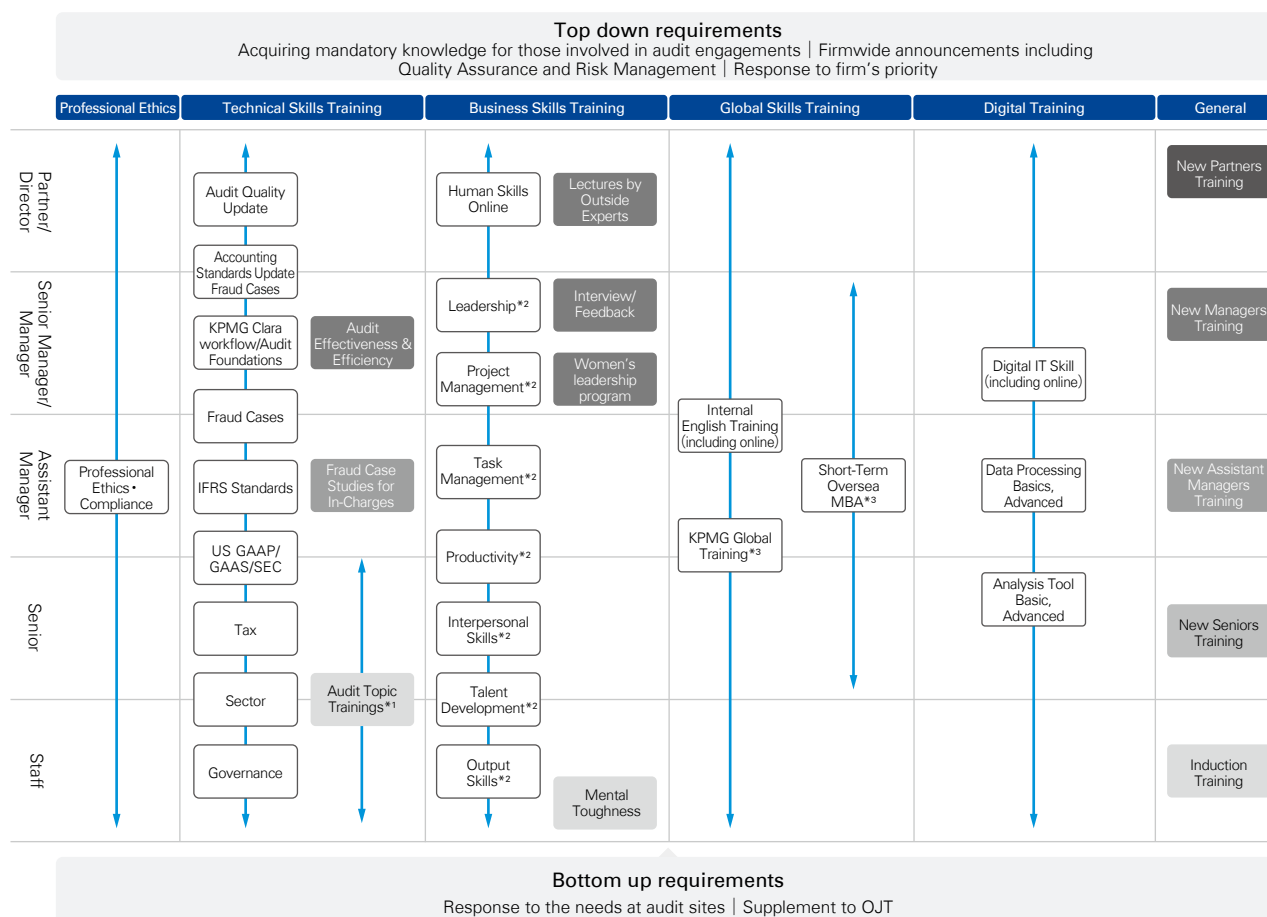 Top down requirements
Acquiring mandatory knowledge for those involved in audit engagements | Firmwide announcements including
Quality Assurance and Risk Management | Response to firm's priority
Professional Ethics
Technical Skills Training
Business Skills Training
Global Skills Training
Digital Training
General
Partner/
Director
Senior Manager/
Manager
Assistant
Manager
Senior
Staff
Professional
Ethics・
Compliance
Audit Quality
Update
Accounting
Standards Update
Fraud Cases
KPMG Clara
workflow/Audit
Foundations
Fraud Cases
IFRS Standards
US GAAP/
GAAS/SEC
Tax
Sector
Governance
Audit
Effectiveness &
Efficiency
Fraud Case
Studies for
In-Charges
Audit Topic
Trainings*1
Human Skills
Online
Leadership*2
Project
Management*2
Task
Management*2
Productivity*2
Interpersonal
Skills*2
Talent
Development*2
Output
Skills*2
Lectures by
Outside
Experts
Interview/
Feedback
Women's
leadership
program
Mental
Toughness
Internal
English Training
(including online)
KPMG Global
Training*3
Short-Term
Oversea
MBA*3
Digital IT Skill
(including online)
Data Processing
Basics,
Advanced
Analysis Tool
Basic,
Advanced
New Partners
Training
New Managers
Training
New Assistant
Managers
Training
New Seniors
Training
Induction
Training
Bottom up requirements
Response to the needs at audit sites | Supplement to OJT